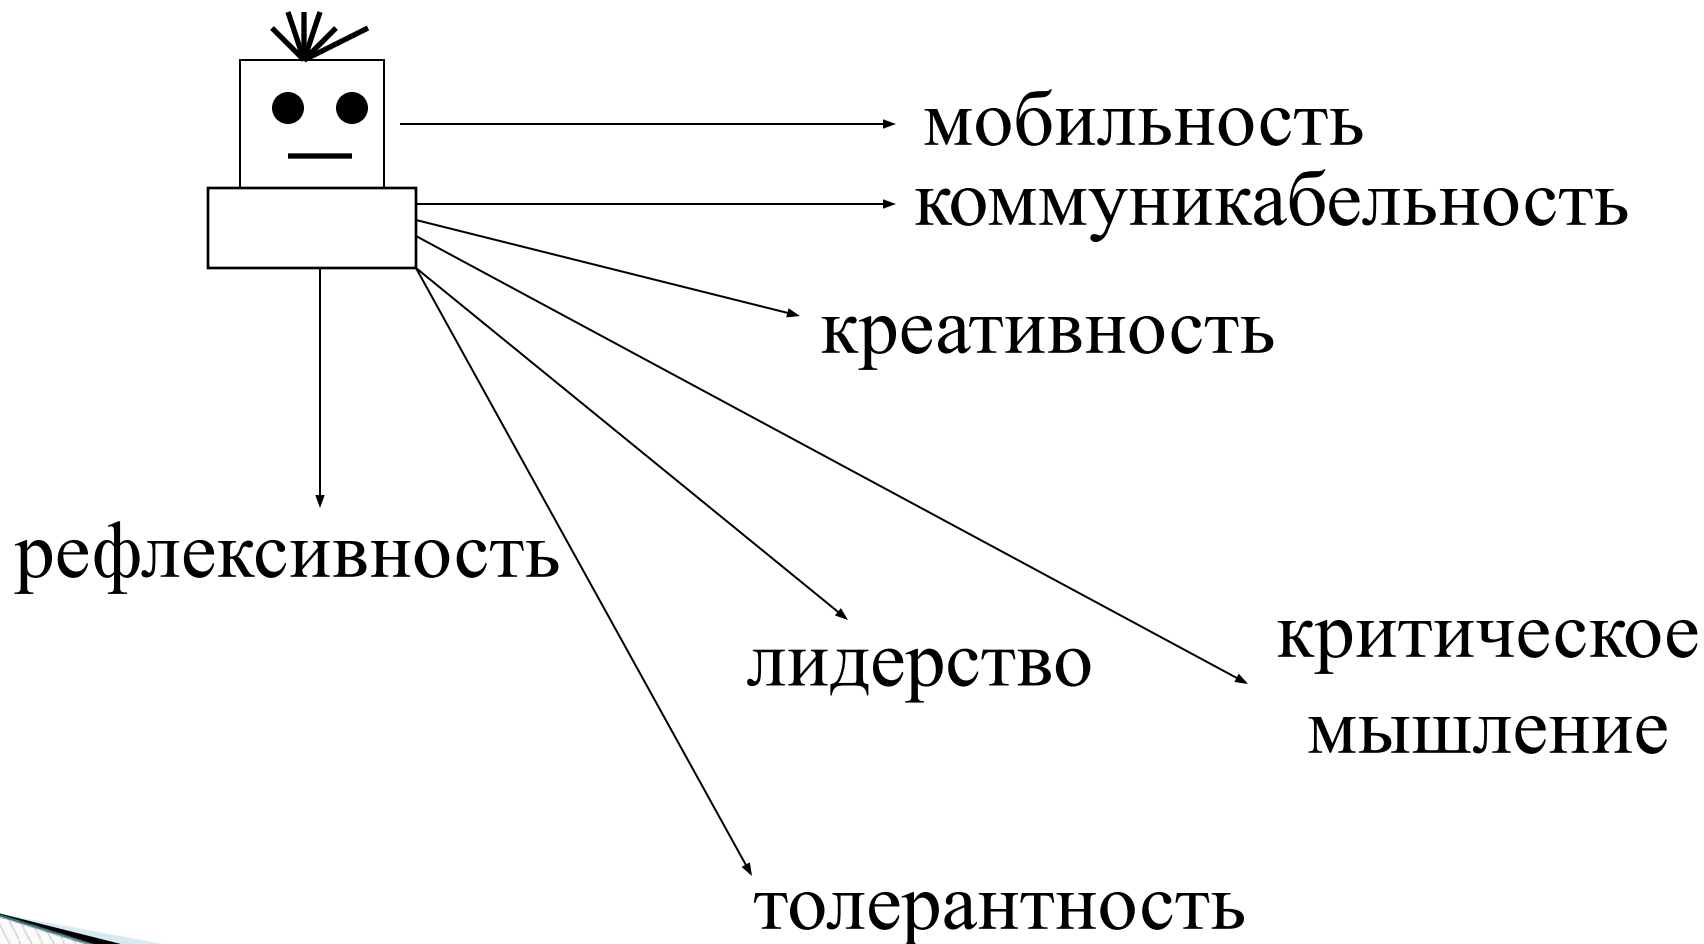 мобильность
коммуникабельность
креативность
рефлексивность
лидерство
критическое
мышление
толерантность